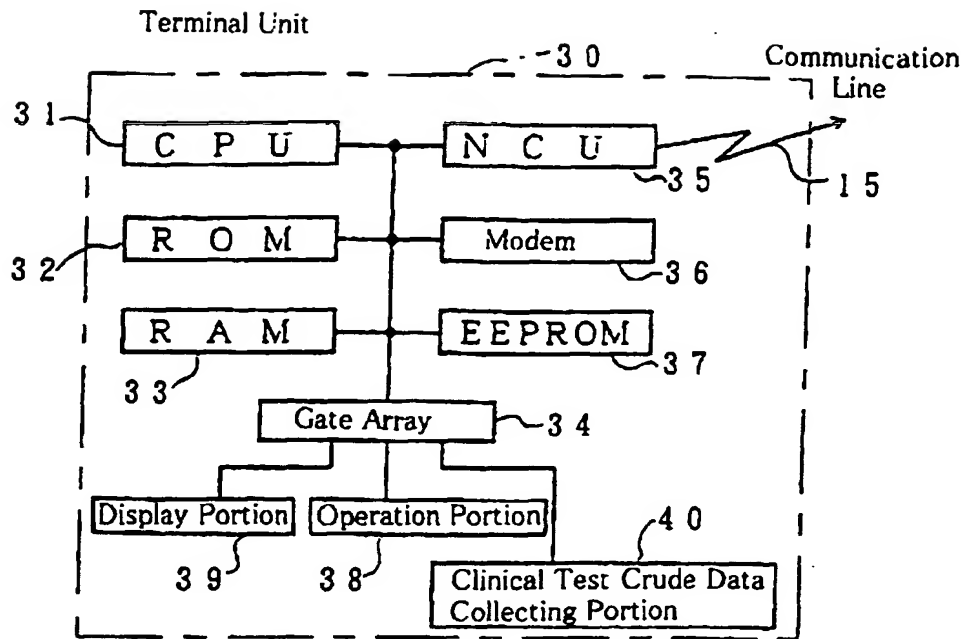 Terminal Unit
30
Communication
Line
31
CPU
NCU
35
15
32
ROM
Modem
36
RAM
EEPROM
33
37
Gate Array
34
Display Portion
Operation Portion
40
39
38
Clinical Test Crude Data
Collecting Portion